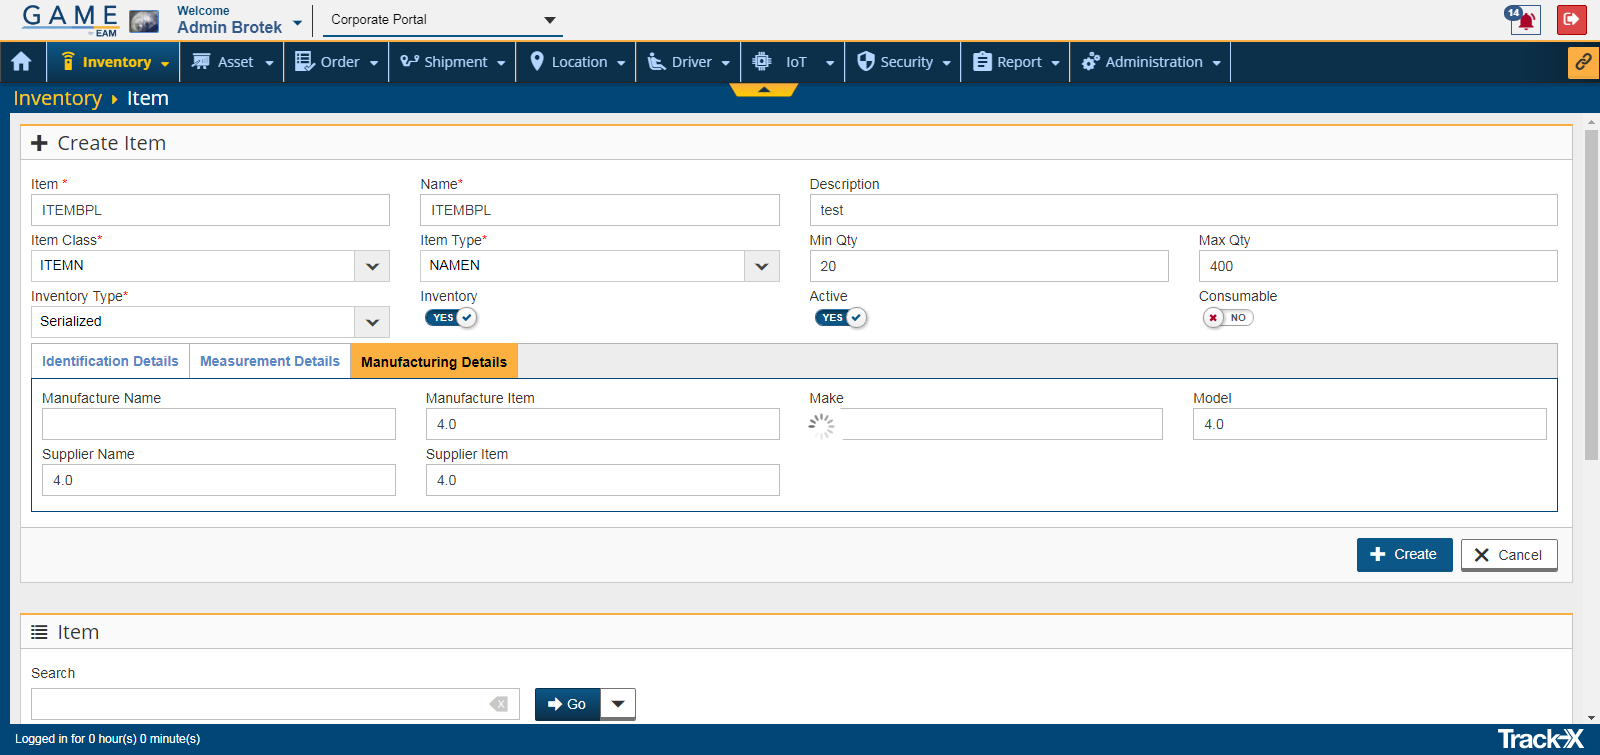 GAME
by EAM
Welcome
Admin Brotek
Corporate Portal
14
Inventory
Asset
Order
Shipment
Location
Driver
IoT
Security
Report
Administration
Inventory Item
Create Item
Item *
Name*
Description
ITEMBPL
ITEMBPL
test
Item Class*
Item Type*
Min Qty
Max Qty
ITEMN
NAMEN
20
400
Inventory Type*
Inventory
Active
Consumable
Serialized
YES
YES
NO
Identification Details
Measurement Details
Manufacturing Details
Manufacture Name
Manufacture Item
Make
Model
4.0
4.0
Supplier Name
Supplier Item
4.0
4.0
Create
Cancel
Item
Search
Go
Logged in for 0 hour(s) 0 minute(s)
Track-X